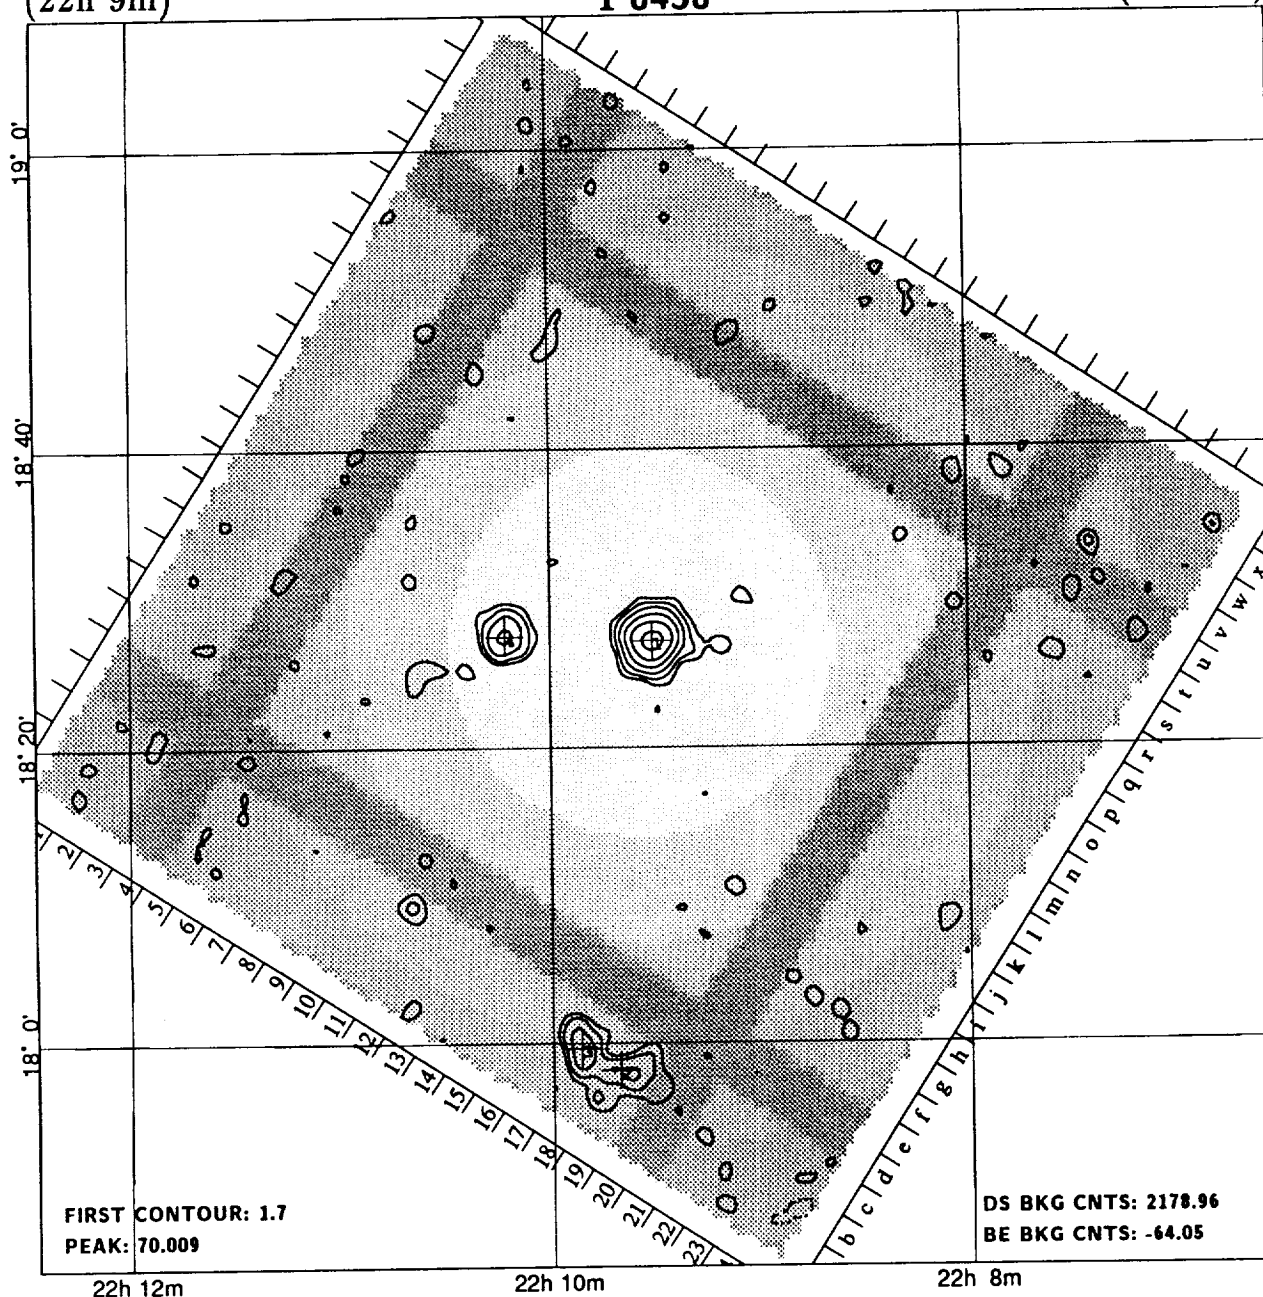 (22h 9m)
19° 0'
18° 40'
18° 20'
18° 0'
2 3 4 5 6 7 8 9 10 11 12 13 14 15 16 17 18 19 20 21 22 23
b c d e f g h i j k l m n o p q r s t u v w x
FIRST CONTOUR: 1.7
PEAK: 70.009
DS BKG CNTS: 2178.96
BE BKG CNTS: -64.05
22h 12m
22h 10m
22h 8m